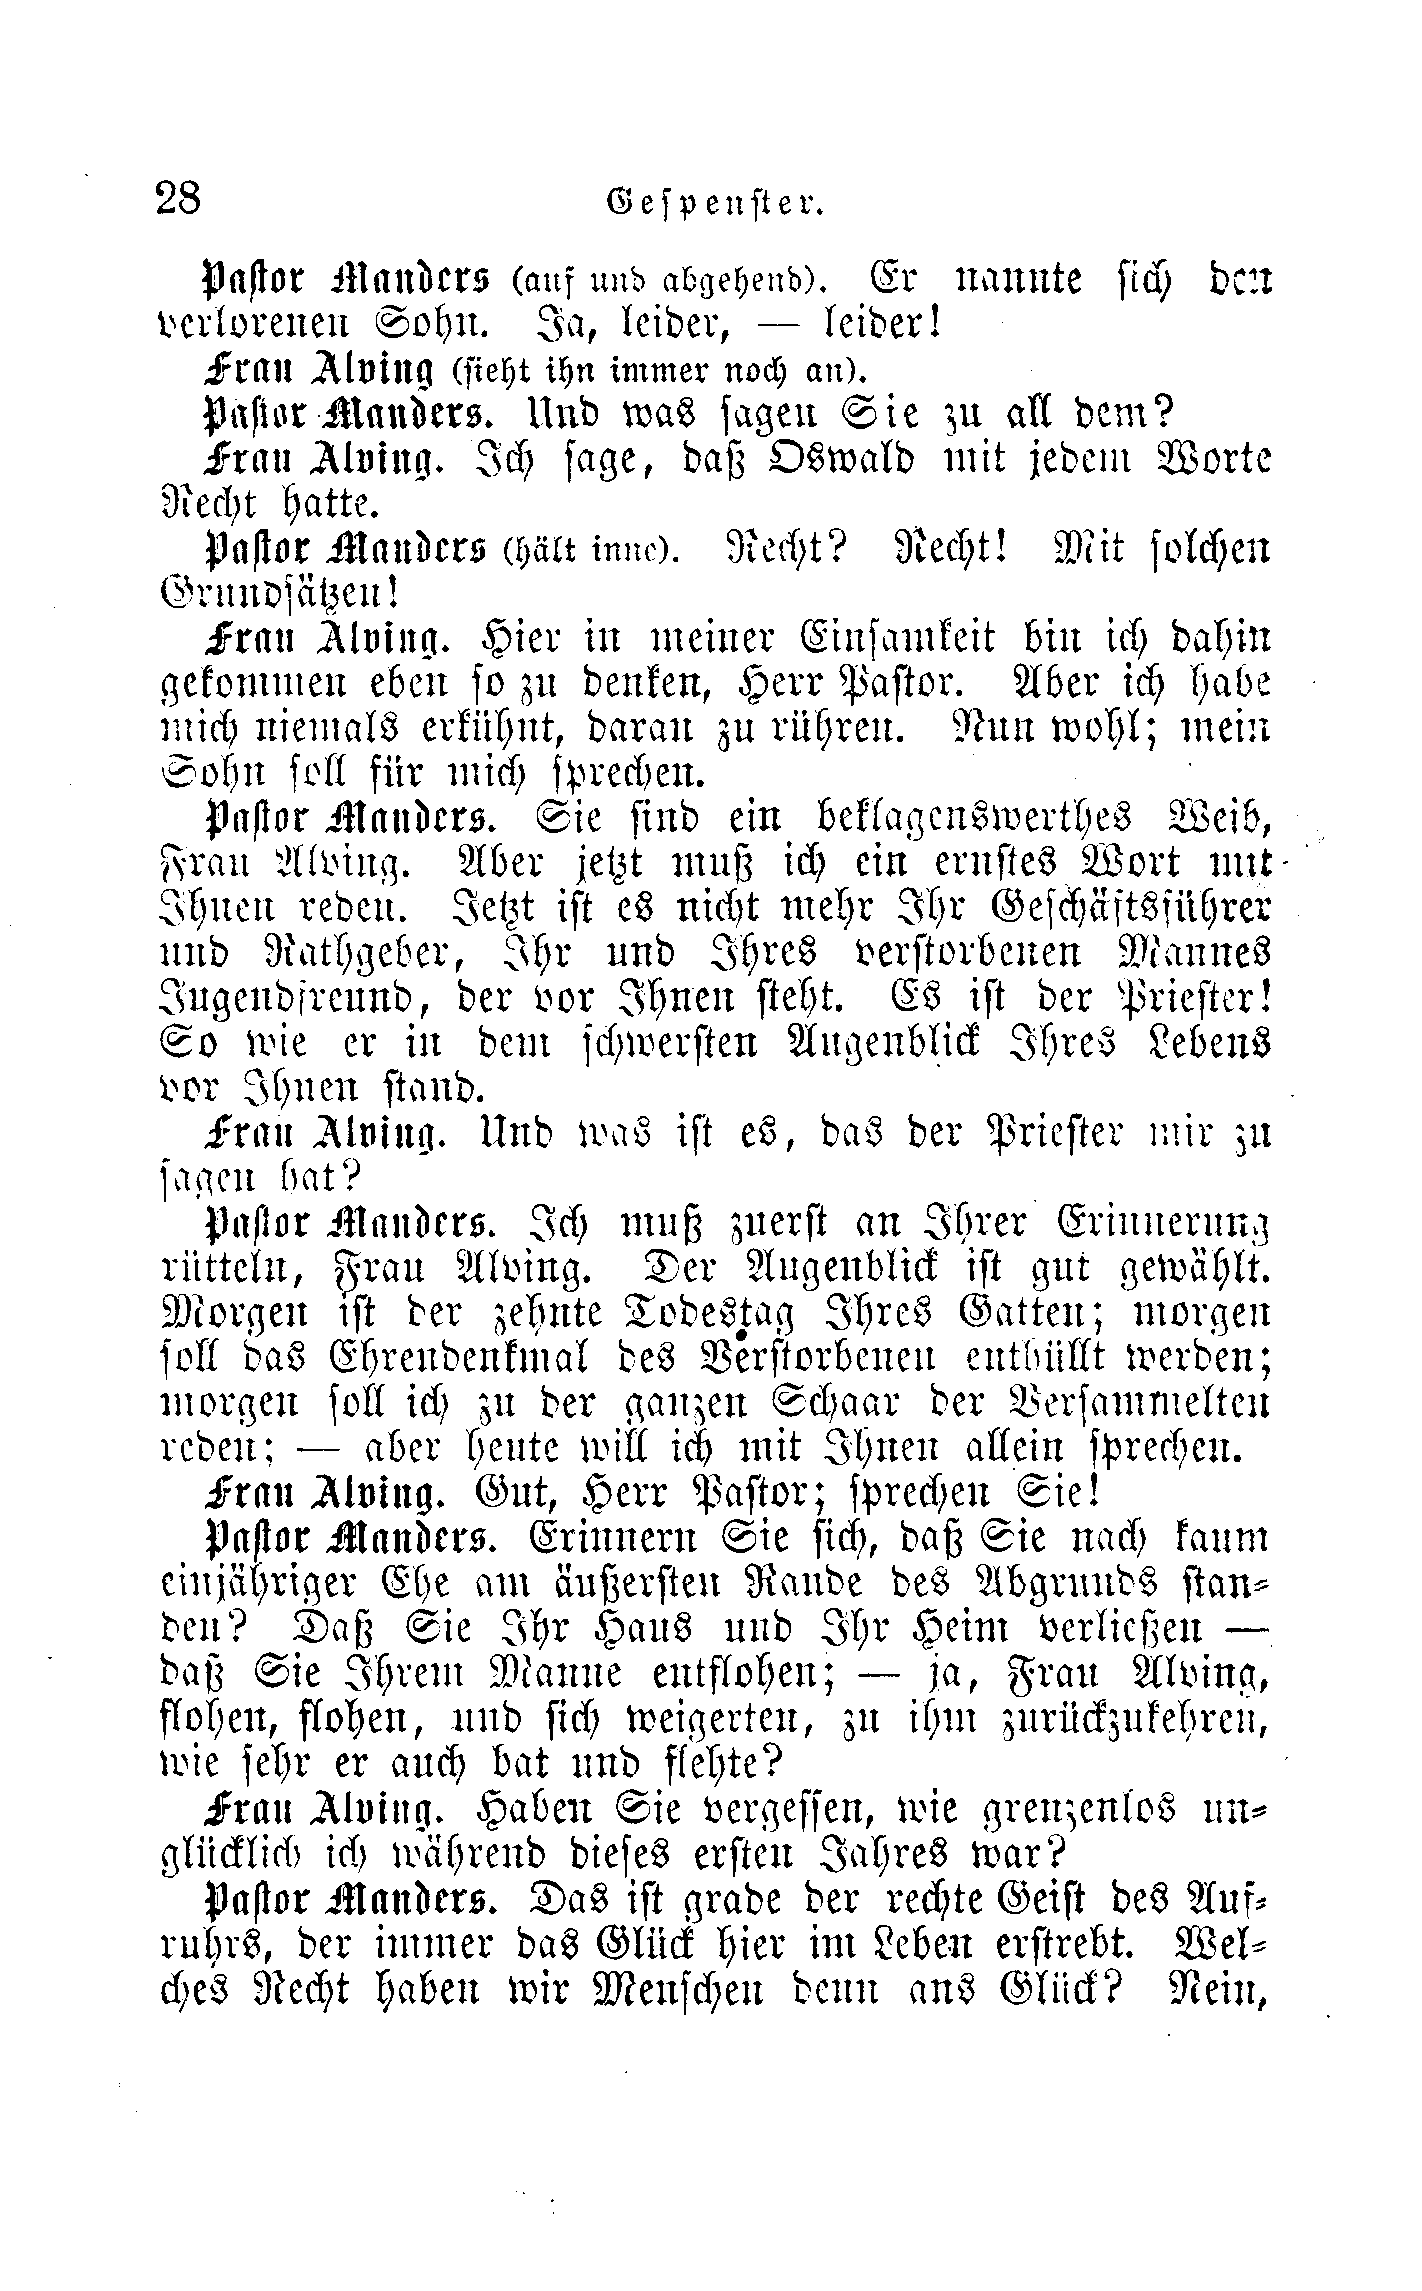 28 Gespenster.
Pastor Manders (auf und abgehend). Er nannte sich den
verlorenen Sohn. Ja, leider, — leider!
Frau Alving (sieht ihn immer noch an).
Pastor Manders. Und was sagen Sie zu all dem?
Frau Alving. Ich sage, daß Oswald mit jedem Worte
Recht hatte.
Pastor Manders (hält inne). Recht? Recht! Mit solchen
Grundsätzen!
Frau Alving. Hier in meiner Einsamkeit bin ich dahin
gekommen eben so zu denken, Herr Pastor. Aber ich habe
mich niemals erkühnt, daran zu rühren. Nun wohl; mein
Sohn soll für mich sprechen.
Pastor Manders. Sie sind ein beklagenswerthes Weib,
Frau Alving. Aber jetzt muß ich ein ernstes Wort mit
Ihnen reden. Jetzt ist es nicht mehr Ihr Geschäftsführer
und Rathgeber, Ihr und Ihres verstorbenen Mannes
Jugendfreund, der vor Ihnen steht. Es ist der Priester!
So wie er in dem schwersten Augenblick Ihres Lebens
vor Ihnen stand.
Frau Alving. Und was ist es, das der Priester mir zu
sagen hat?
Pastor Manders. Ich muß zuerst an Ihrer Erinnerung
rütteln, Frau Alving. Der Augenblick ist gut gewählt.
Morgen ist der zehnte Todestag Ihres Gatten; morgen
soll das Ehrendenkmal des Verstorbenen enthüllt werden;
morgen soll ich zu der ganzen Schaar der Versammelten
reden; — aber heute will ich mit Ihnen allein sprechen.
Frau Alving. Gut, Herr Pastor; sprechen Sie!
Pastor Manders. Erinnern Sie sich, daß Sie nach kaum
einjähriger Ehe am äußersten Rande des Abgrunds stan-
den? Daß Sie Ihr Haus und Ihr Heim verließen —
daß Sie Ihrem Manne entflohen; — ja, Frau Alving,
flohen, flohen, und sich weigerten, zu ihm zurückzukehren,
wie sehr er auch bat und flehte?
Frau Alving. Haben Sie vergessen, wie grenzenlos un-
glücklich ich während dieses ersten Jahres war?
Pastor Manders. Das ist grade der rechte Geist des Auf-
ruhrs, der immer das Glück hier im Leben erstrebt. Wel-
ches Recht haben wir Menschen denn ans Glück? Nein,